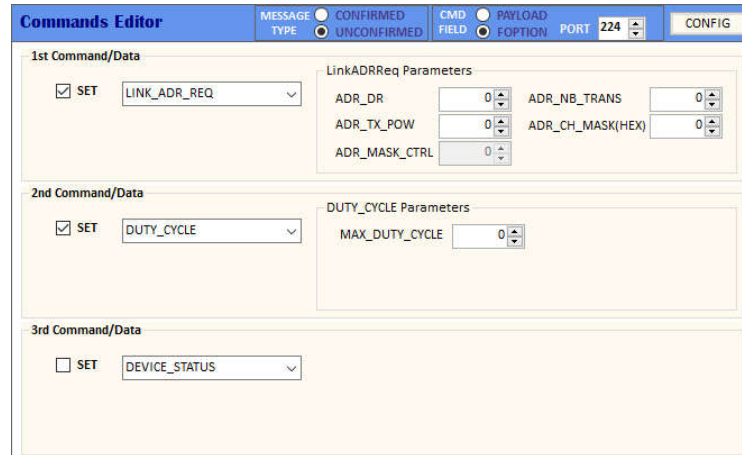 Commands Editor
MESSAGE TYPE CONFIRMED UNCONFIRMED
CMD FIELD PAYLOAD FOPTION
PORT 224
CONFIG
1st Command/Data
SET LINK_ADR_REQ
LinkADRReq Parameters
ADR_DR 0 ADR_NB_TRANS 0
ADR_TX_POW 0 ADR_CH_MASK(HEX) 0
ADR_MASK_CTRL 0
2nd Command/Data
SET DUTY_CYCLE
DUTY_CYCLE Parameters
MAX_DUTY_CYCLE 0
3rd Command/Data
SET DEVICE_STATUS